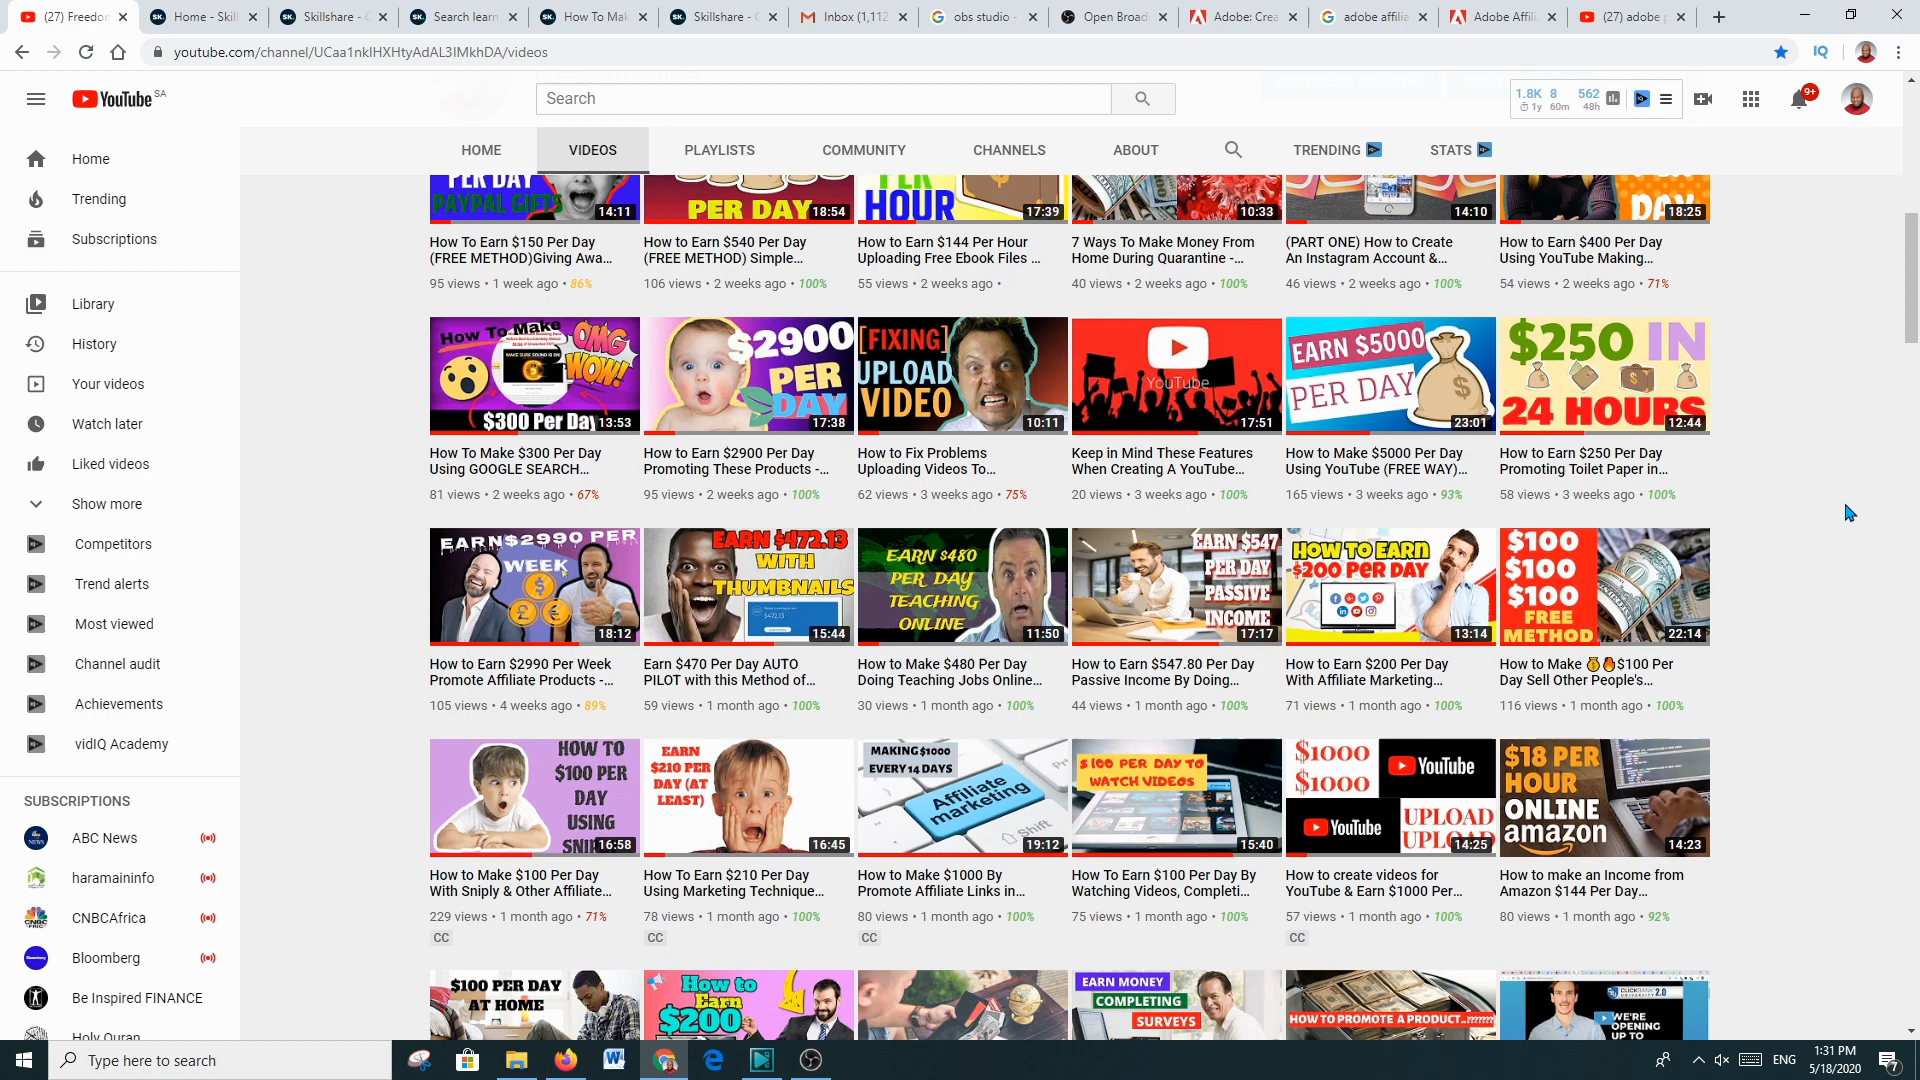 (27) Freedom
Home - Skill
Skillshare - C
Search learn
How To Mak
Skillshare - C
Inbox (1,112
obs studio -
Open Broad
Adobe: Crea
adobe affilia
Adobe Affili
(27) adobe p
youtube.com/channel/UCaa1nklHXHtyAdAL3IMkhDA/videos
IQ
YouTube SA
Search
1.8K 8 562
1y 60m 48h
9+
HOME
VIDEOS
PLAYLISTS
COMMUNITY
CHANNELS
ABOUT
TRENDING
STATS
Home
Trending
Subscriptions
Library
History
Your videos
Watch later
Liked videos
Show more
Competitors
Trend alerts
Most viewed
Channel audit
Achievements
vidIQ Academy
SUBSCRIPTIONS
ABC News
haramaininfo
CNBCAfrica
Bloomberg
Be Inspired FINANCE
Holy Quran
PER DAY
PAYPAL GIFTS
14:11
How To Earn $150 Per Day
(FREE METHOD)Giving Awa...
95 views • 1 week ago • 86%
PER DAY
18:54
How to Earn $540 Per Day
(FREE METHOD) Simple...
106 views • 2 weeks ago • 100%
PER
HOUR
17:39
How to Earn $144 Per Hour
Uploading Free Ebook Files ...
55 views • 2 weeks ago •
10:33
7 Ways To Make Money From
Home During Quarantine -...
40 views • 2 weeks ago • 100%
14:10
(PART ONE) How to Create
An Instagram Account &...
46 views • 2 weeks ago • 100%
DAY
18:25
How to Earn $400 Per Day
Using YouTube Making...
54 views • 2 weeks ago • 71%
How To Make
OMG
WOW!
MAKE SURE SOUND IS ON
$300 Per Day
13:53
How To Make $300 Per Day
Using GOOGLE SEARCH...
81 views • 2 weeks ago • 67%
$2900
PER
DAY
17:38
How to Earn $2900 Per Day
Promoting These Products -...
95 views • 2 weeks ago • 100%
[FIXING]
UPLOAD
VIDEO
10:11
How to Fix Problems
Uploading Videos To...
62 views • 3 weeks ago • 75%
YouTube
17:51
Keep in Mind These Features
When Creating A YouTube...
20 views • 3 weeks ago • 100%
EARN $5000
PER DAY
23:01
How to Make $5000 Per Day
Using YouTube (FREE WAY)...
165 views • 3 weeks ago • 93%
$250 IN
24 HOURS
12:44
How to Earn $250 Per Day
Promoting Toilet Paper in...
58 views • 3 weeks ago • 100%
EARN$2990 PER
WEEK
18:12
How to Earn $2990 Per Week
Promote Affiliate Products -...
105 views • 4 weeks ago • 89%
EARN $472.13
WITH
THUMBNAILS
$472.13
15:44
Earn $470 Per Day AUTO
PILOT with this Method of...
59 views • 1 month ago • 100%
EARN $480
PER DAY
TEACHING
ONLINE
11:50
How to Make $480 Per Day
Doing Teaching Jobs Online...
30 views • 1 month ago • 100%
EARN $547
PER DAY
PASSIVE
INCOME
17:17
How to Earn $547.80 Per Day
Passive Income By Doing...
44 views • 1 month ago • 100%
HOW TO EARN
$200 PER DAY
13:14
How to Earn $200 Per Day
With Affiliate Marketing...
71 views • 1 month ago • 100%
$100
$100
$100
FREE
METHOD
22:14
How to Make 💰🔥$100 Per
Day Sell Other People's...
116 views • 1 month ago • 100%
HOW TO
$100 PER
DAY
USING
SNIP
16:58
How to Make $100 Per Day
With Sniply & Other Affiliate...
229 views • 1 month ago • 71%
CC
EARN
$210 PER
DAY (AT
LEAST)
16:45
How To Earn $210 Per Day
Using Marketing Technique...
78 views • 1 month ago • 100%
CC
MAKING $1000
EVERY 14 DAYS
Affiliate
marketing
Shift
19:12
How to Make $1000 By
Promote Affiliate Links in...
80 views • 1 month ago • 100%
CC
$100 PER DAY TO
WATCH VIDEOS
15:40
How To Earn $100 Per Day By
Watching Videos, Completi...
75 views • 1 month ago • 100%
$1000
$1000
YouTube
YouTube
UPLOAD
UPLOAD
14:25
How to create videos for
YouTube & Earn $1000 Per...
57 views • 1 month ago • 100%
CC
$18 PER
HOUR
ONLINE
amazon
14:23
How to make an Income from
Amazon $144 Per Day...
80 views • 1 month ago • 92%
$100 PER DAY
AT HOME
How to
Earn
$200
EARN MONEY
COMPLETING
SURVEYS
HOW TO PROMOTE A PRODUCT..???????
CLICKBANK
UNIVERSITY 2.0
WE'RE
OPENING
UP TO
Type here to search
ENG
1:31 PM
5/18/2020
7